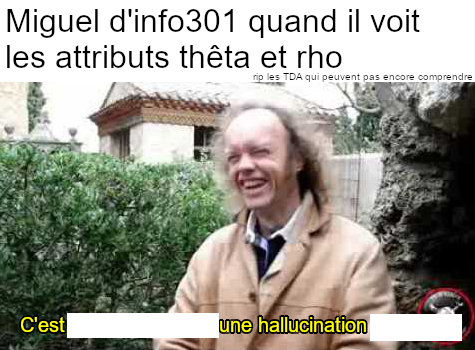 Miguel d'info301 quand il voit
les attributs thêta et rho
rip les TDA qui peuvent pas encore comprendre
C'est une hallucination